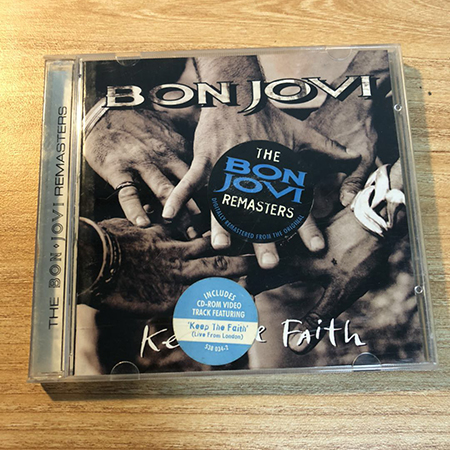 BON JOVI
THE BON JOVI REMASTERS
THE
BON
JOVI
REMASTERS
DIGITALLY REMASTERED FROM THE ORIGINAL
INCLUDES
CD-ROM VIDEO
TRACK FEATURING
'Keep The Faith'
(Live From London)
538 034-2
Ke e Faith